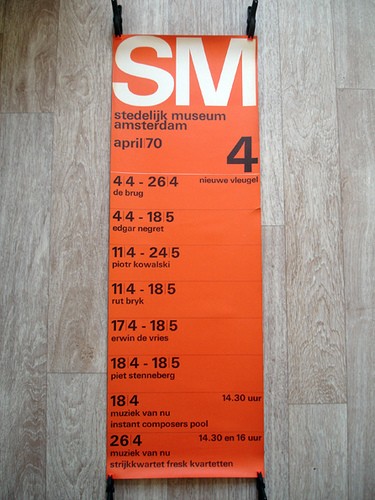 SM
stedelijk museum
amsterdam
april|70
4
4|4 - 26|4 nieuwe vleugel
de brug
4|4 - 18|5
edgar negret
11|4 - 24|5
piotr kowalski
11|4 - 18|5
rut bryk
17|4 - 18|5
erwin de vries
18|4 - 18|5
piet stenneberg
18|4 14.30 uur
muziek van nu
instant composers pool
26|4 14.30 en 16 uur
muziek van nu
strijkkwartet fresk kvartetten